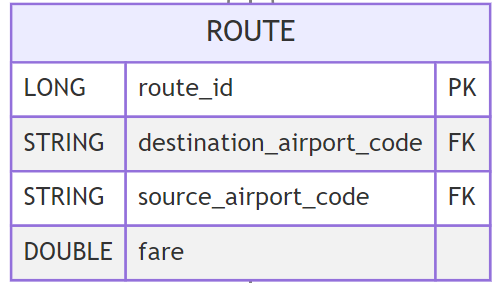 ROUTE
LONG route_id PK
STRING destination_airport_code FK
STRING source_airport_code FK
DOUBLE fare